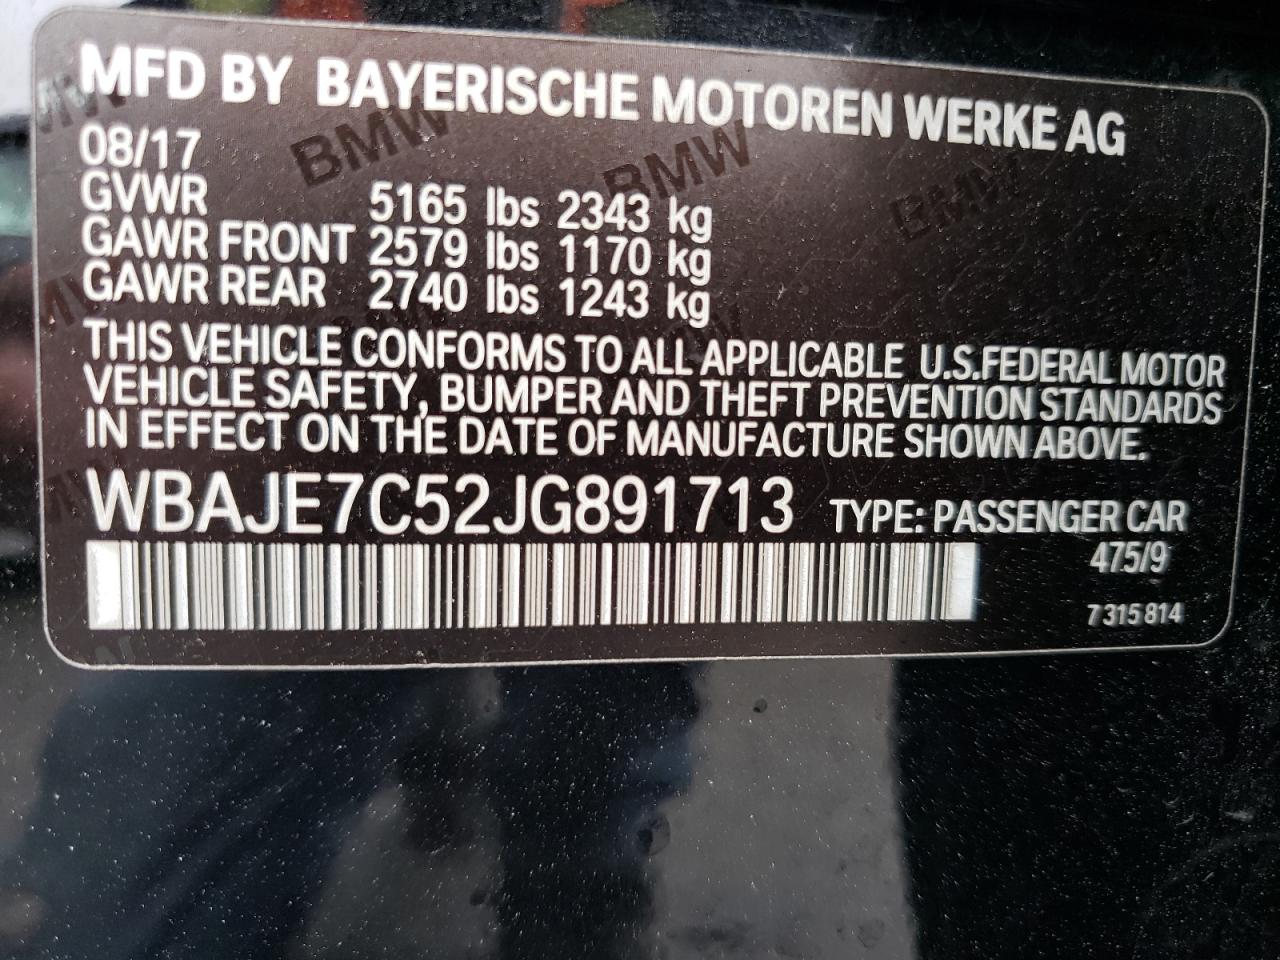 MFD BY BAYERISCHE MOTOREN WERKE AG
08/17
GVWR 5165 lbs 2343 kg
GAWR FRONT 2579 lbs 1170 kg
GAWR REAR 2740 lbs 1243 kg
THIS VEHICLE CONFORMS TO ALL APPLICABLE U.S.FEDERAL MOTOR
VEHICLE SAFETY, BUMPER AND THEFT PREVENTION STANDARDS
IN EFFECT ON THE DATE OF MANUFACTURE SHOWN ABOVE.
WBAJE7C52JG891713 TYPE: PASSENGER CAR
475/9
7 315 814
BMW BMW BMW